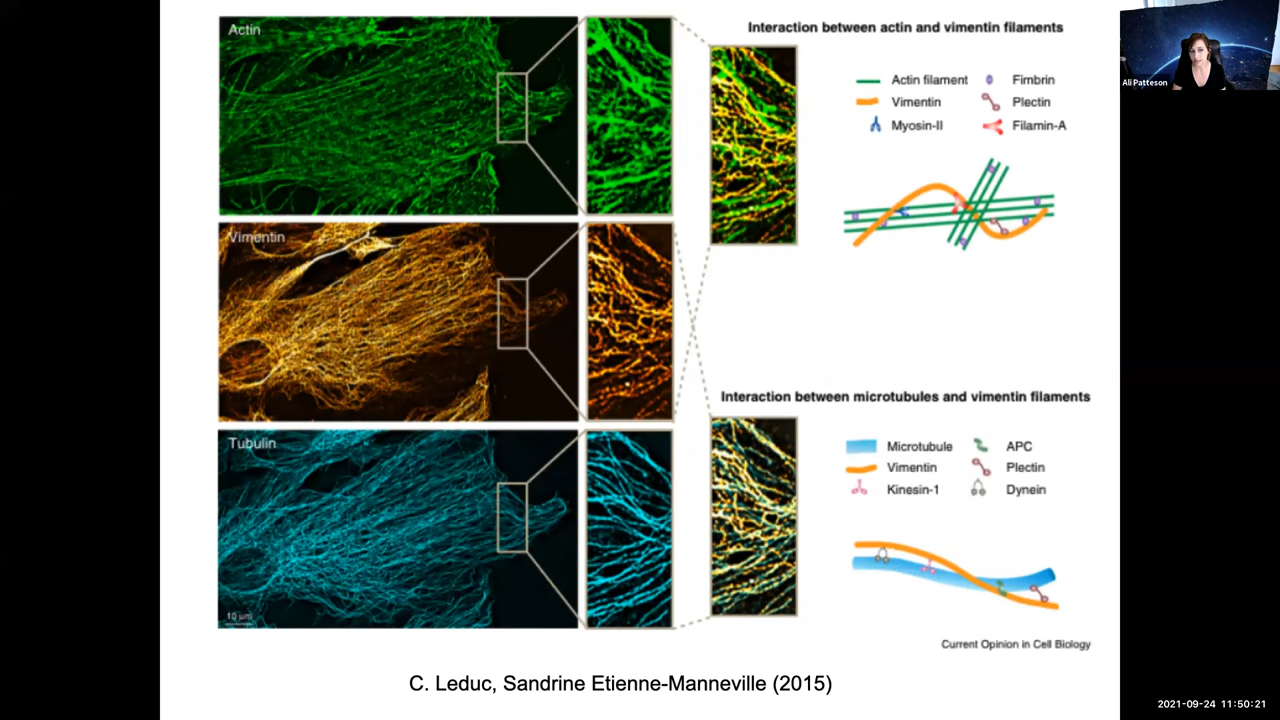 Actin
Interaction between actin and vimentin filaments
Actin filament
Fimbrin
Vimentin
Plectin
Myosin-II
Filamin-A
Ali Patteson
Vimentin
Interaction between microtubules and vimentin filaments
Tubulin
Microtubule
APC
Vimentin
Plectin
Kinesin-1
Dynein
10 μm
Current Opinion in Cell Biology
C. Leduc, Sandrine Etienne-Manneville (2015)
2021-09-24 11:50:21